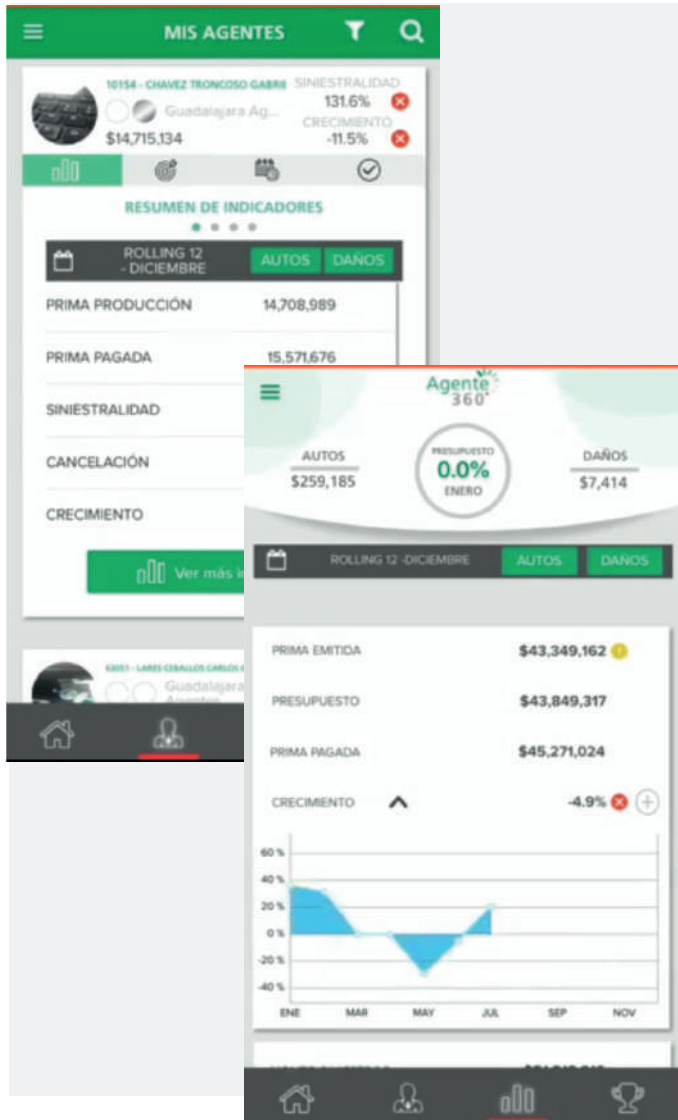 MIS AGENTES
10154 - CHAVEZ TRONCOSO GABRIE
SINIESTRALIDAD
131.6%
Guadalajara Ag...
CRECIMIENTO
$14,715,134
-11.5%
RESUMEN DE INDICADORES
ROLLING 12
- DICIEMBRE
AUTOS
DAÑOS
PRIMA PRODUCCIÓN 14,708,989
PRIMA PAGADA 15,571,676
SINIESTRALIDAD
CANCELACIÓN
CRECIMIENTO
Ver más
LARES CEBALLOS CARLOS
Guadalajara
Agentes
Agente
360°
AUTOS
$259,185
PRESUPUESTO
0.0%
ENERO
DAÑOS
$7,414
ROLLING 12 -DICIEMBRE
AUTOS
DAÑOS
PRIMA EMITIDA $43,349,162
PRESUPUESTO $43,849,317
PRIMA PAGADA $45,271,024
CRECIMIENTO -4.9%
60 %
40 %
20 %
0 %
-20 %
-40 %
ENE MAR MAY JUL SEP NOV